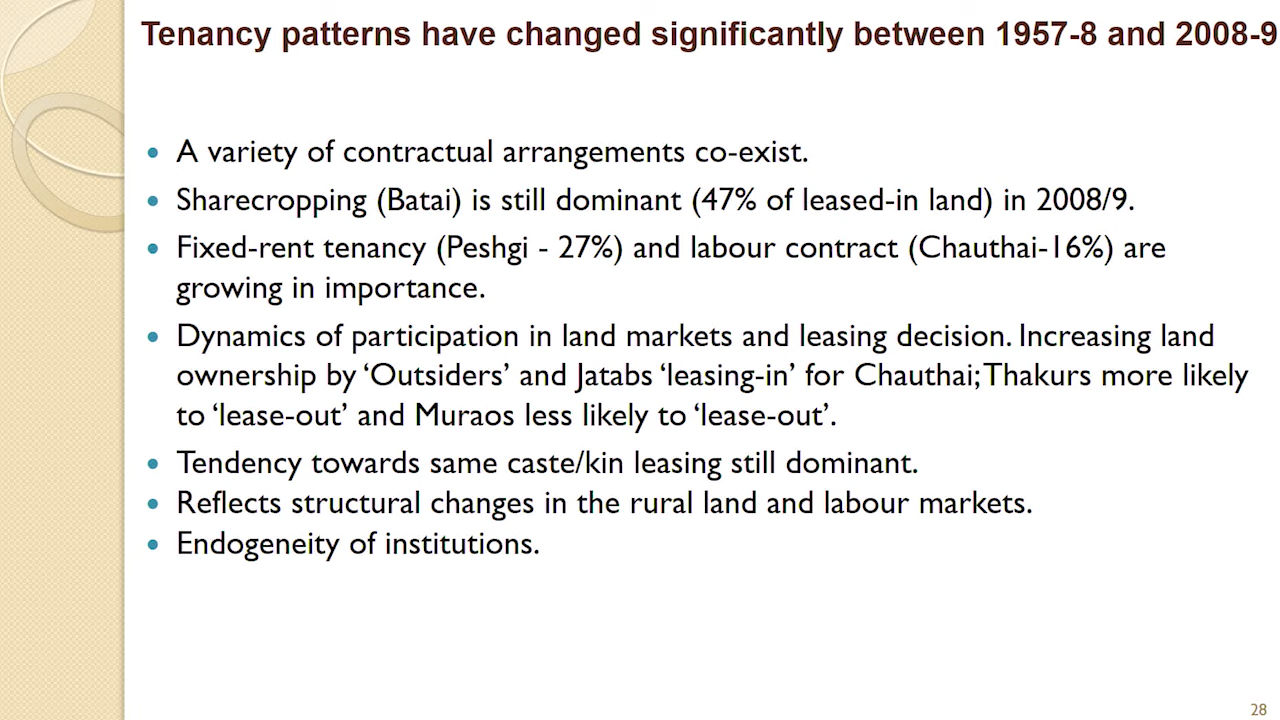 Tenancy patterns have changed significantly between 1957-8 and 2008-9
• A variety of contractual arrangements co-exist.
• Sharecropping (Batai) is still dominant (47% of leased-in land) in 2008/9.
• Fixed-rent tenancy (Peshgi - 27%) and labour contract (Chauthai-16%) are
growing in importance.
• Dynamics of participation in land markets and leasing decision. Increasing land
ownership by ‘Outsiders’ and Jatabs ‘leasing-in’ for Chauthai; Thakurs more likely
to ‘lease-out’ and Muraos less likely to ‘lease-out’.
• Tendency towards same caste/kin leasing still dominant.
• Reflects structural changes in the rural land and labour markets.
• Endogeneity of institutions.
28